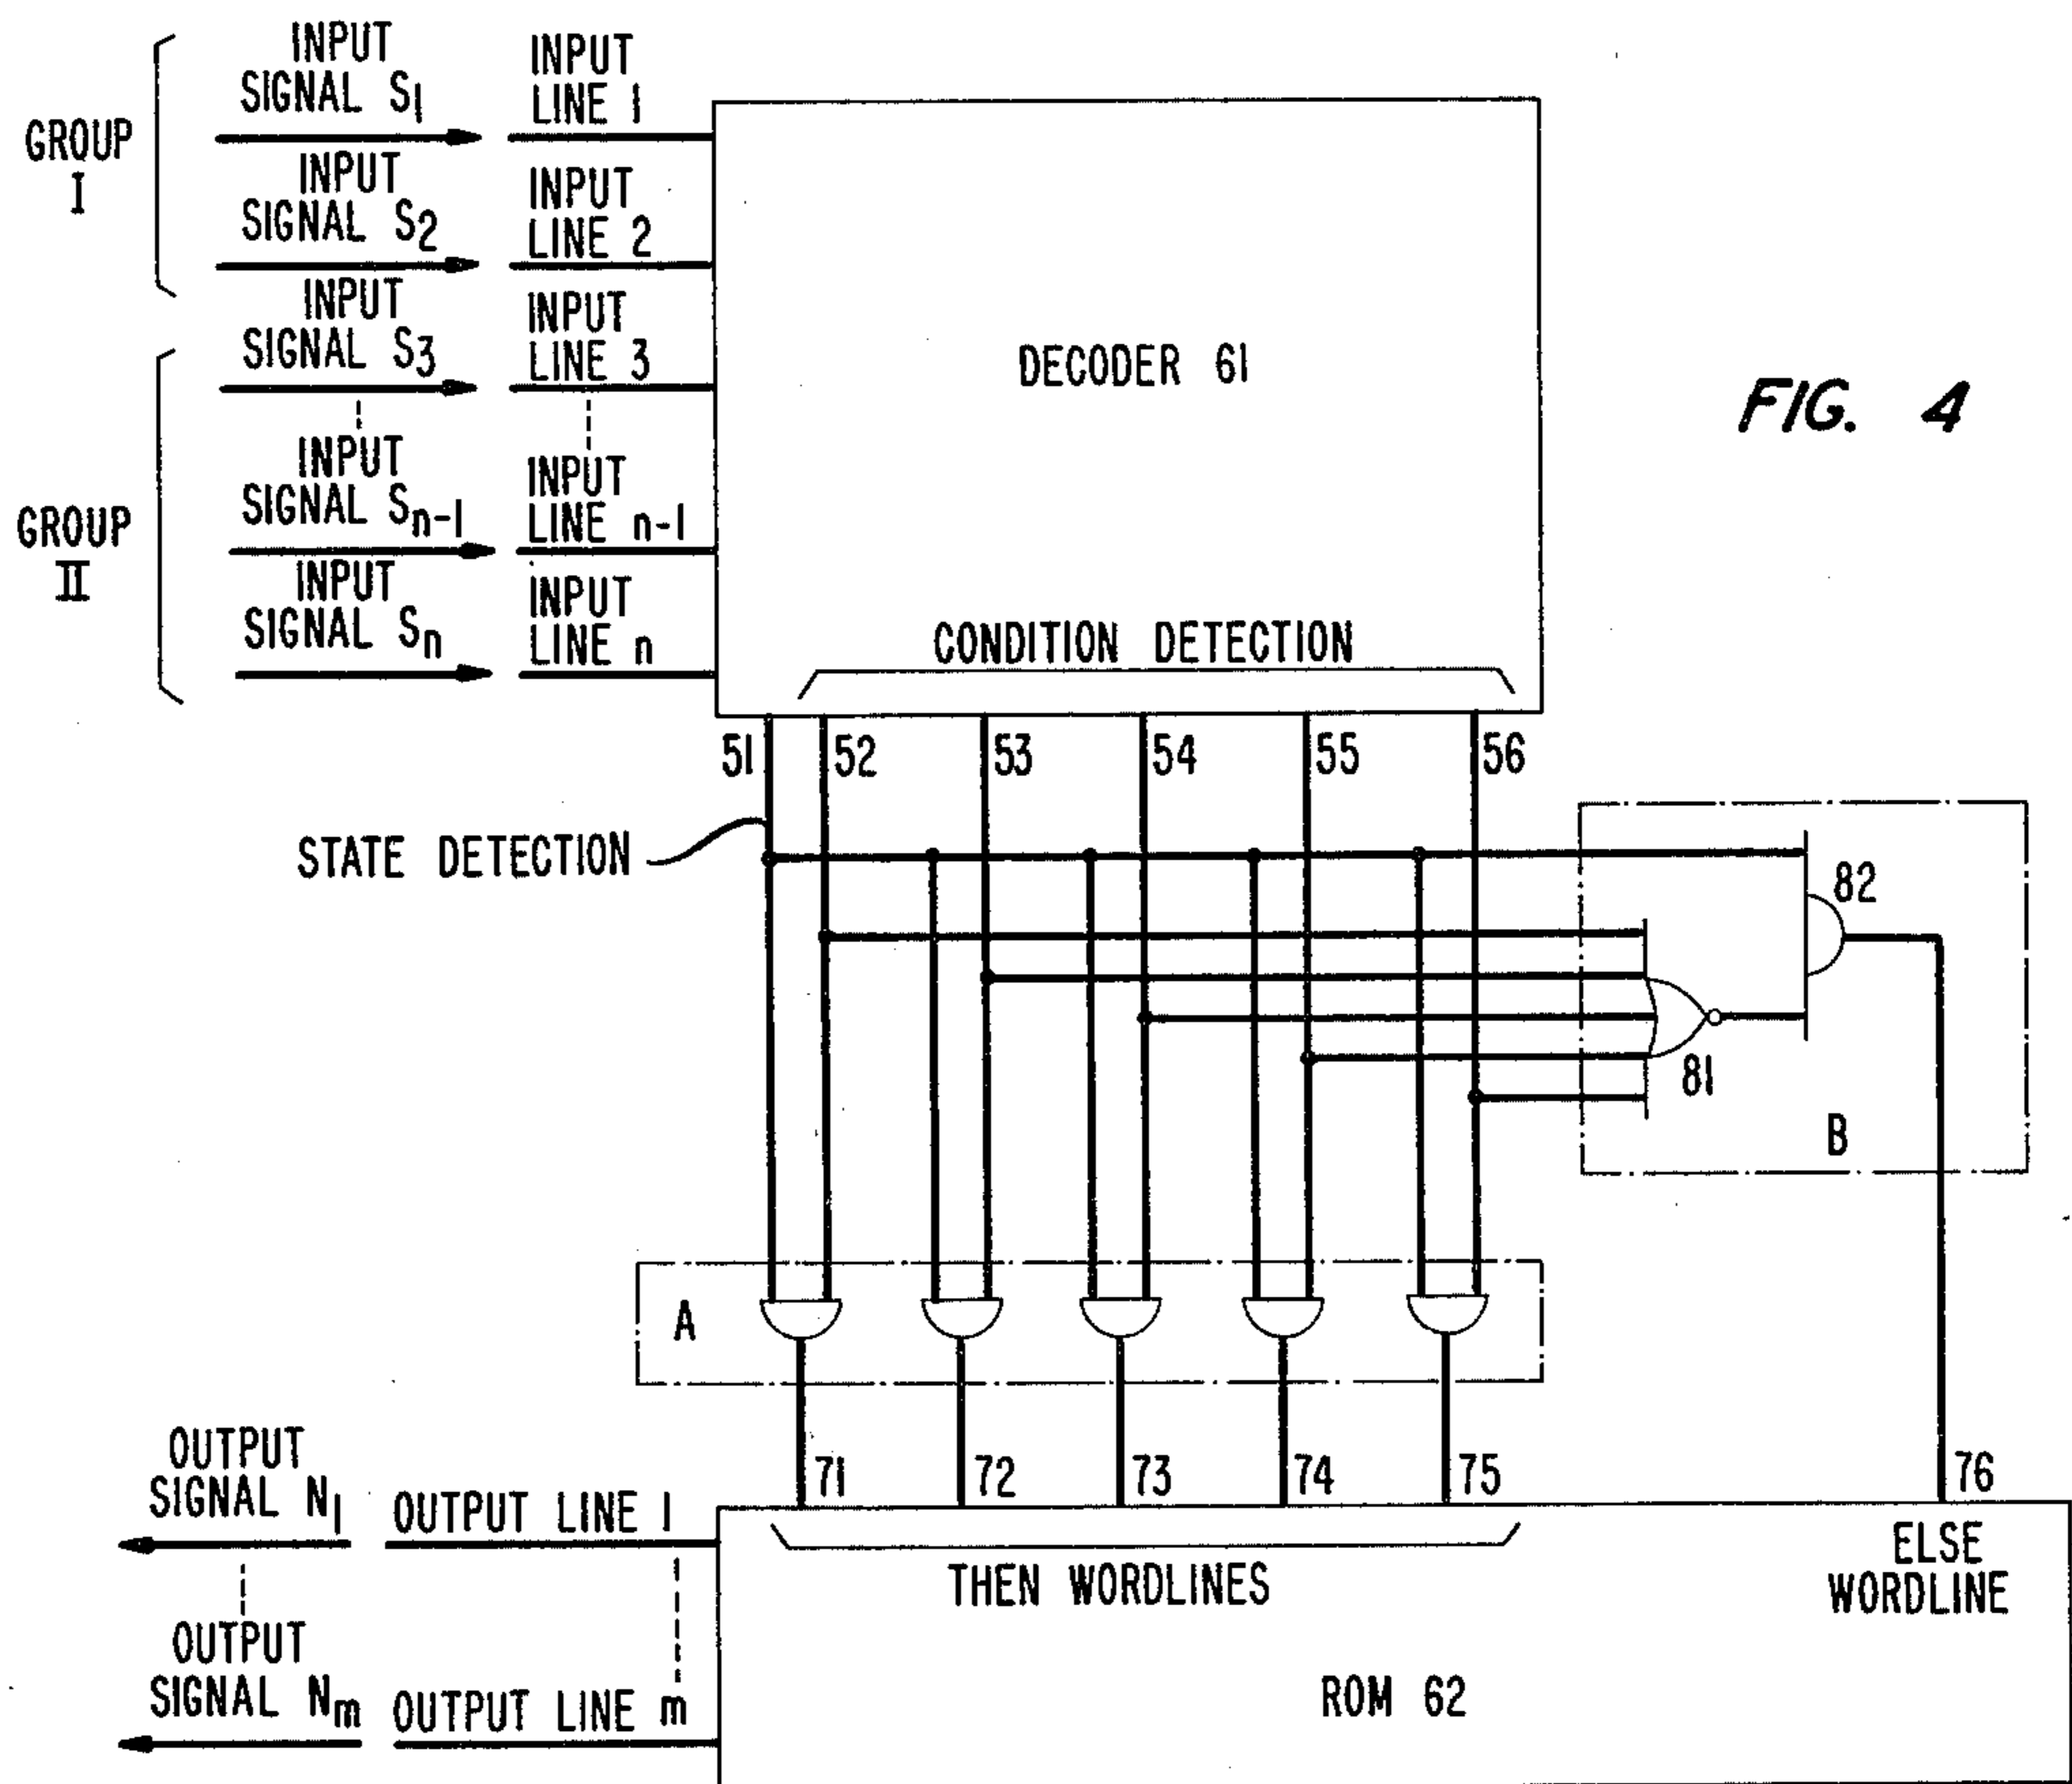 GROUP
I
INPUT
SIGNAL S1
INPUT
LINE 1
INPUT
SIGNAL S2
INPUT
LINE 2
INPUT
SIGNAL S3
INPUT
LINE 3
GROUP
II
INPUT
SIGNAL Sn-1
INPUT
LINE n-1
INPUT
SIGNAL Sn
INPUT
LINE n
DECODER 61
FIG. 4
CONDITION DETECTION
51
52
53
54
55
56
STATE DETECTION
82
81
B
A
71
72
73
74
75
76
OUTPUT
SIGNAL N1
OUTPUT LINE 1
OUTPUT
SIGNAL Nm
OUTPUT LINE m
THEN WORDLINES
ELSE
WORDLINE
ROM 62